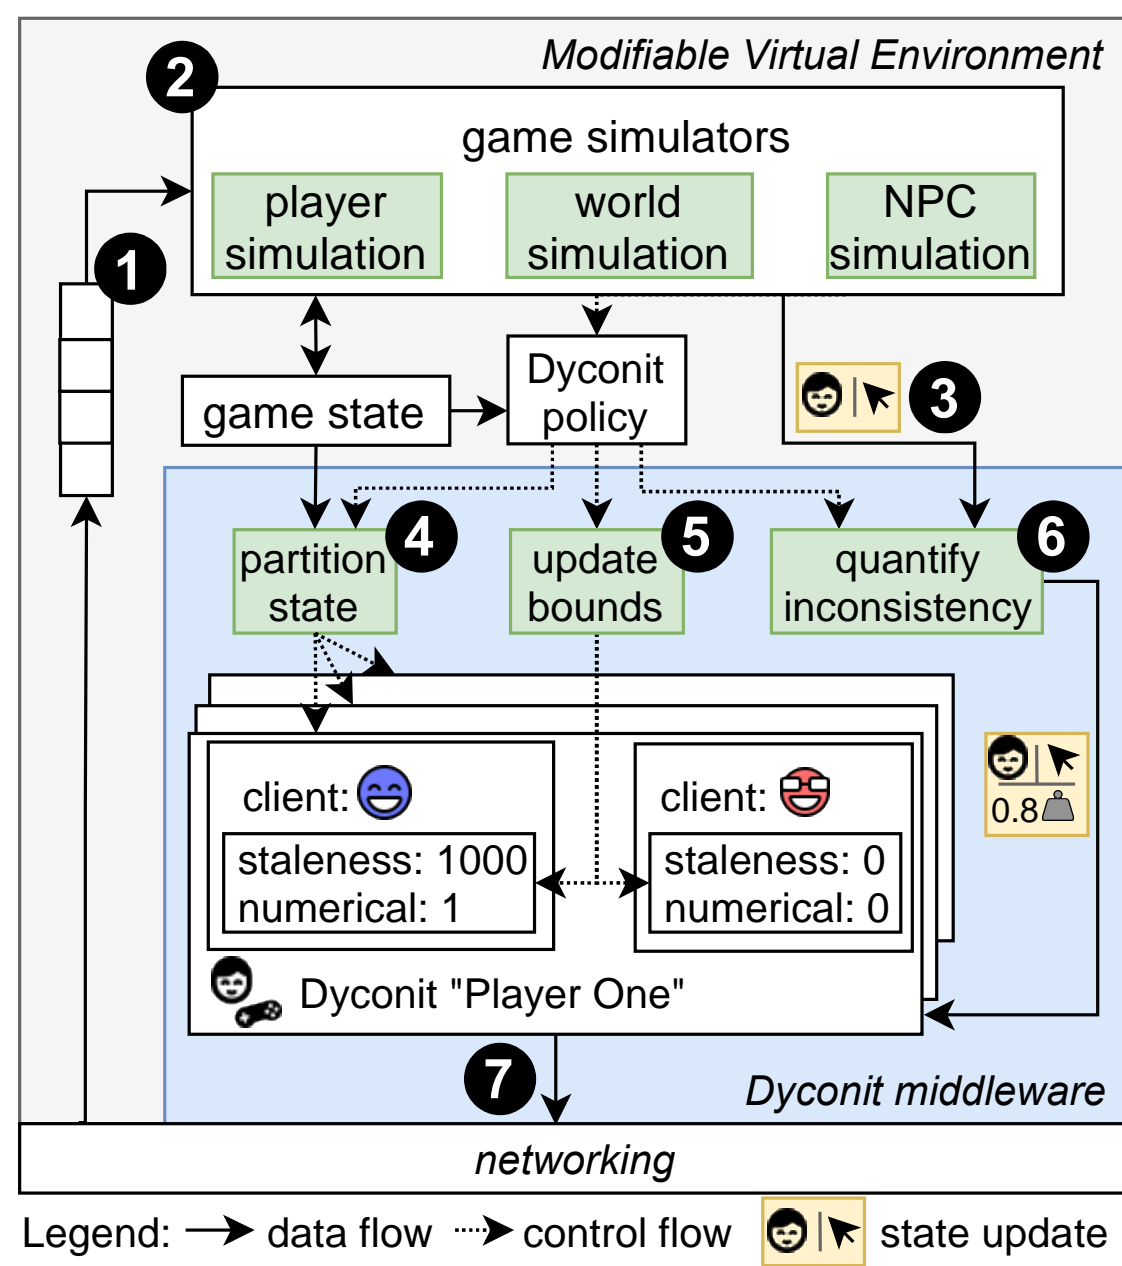 Modifiable Virtual Environment
2
game simulators
player
simulation
world
simulation
NPC
simulation
1
Dyconit
policy
game state
3
4
5
6
partition
state
update
bounds
quantify
inconsistency
client:
staleness: 1000
numerical: 1
client:
staleness: 0
numerical: 0
0.8
Dyconit "Player One"
7
Dyconit middleware
networking
Legend:
data flow
control flow
state update